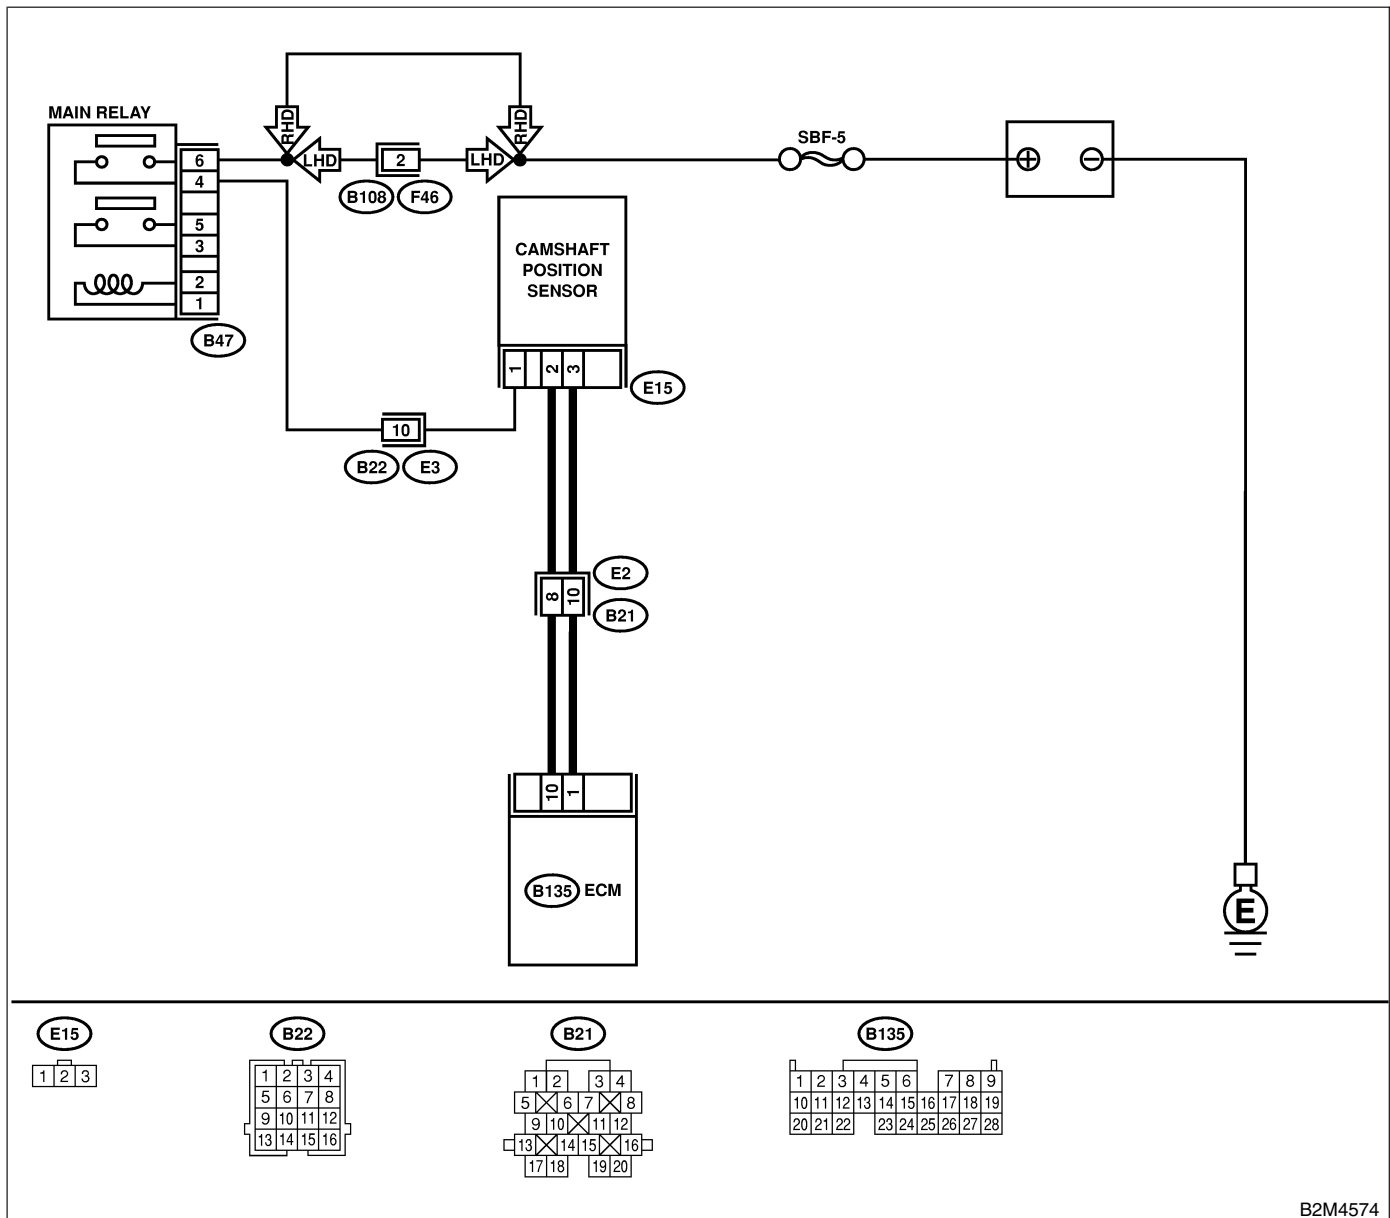 MAIN RELAY
6
4
5
3
2
1
B47
RHD
LHD
2
LHD
RHD
B108
F46
SBF-5
+
−
CAMSHAFT
POSITION
SENSOR
1
2
3
E15
10
B22
E3
8
10
E2
B21
10
1
B135 ECM
E
E15
1 2 3
B22
1 2 3 4
5 6 7 8
9 10 11 12
13 14 15 16
B21
1 2 3 4
5 6 7 8
9 10 11 12
13 14 15 16
17 18 19 20
B135
1 2 3 4 5 6 7 8 9
10 11 12 13 14 15 16 17 18 19
20 21 22 23 24 25 26 27 28
B2M4574